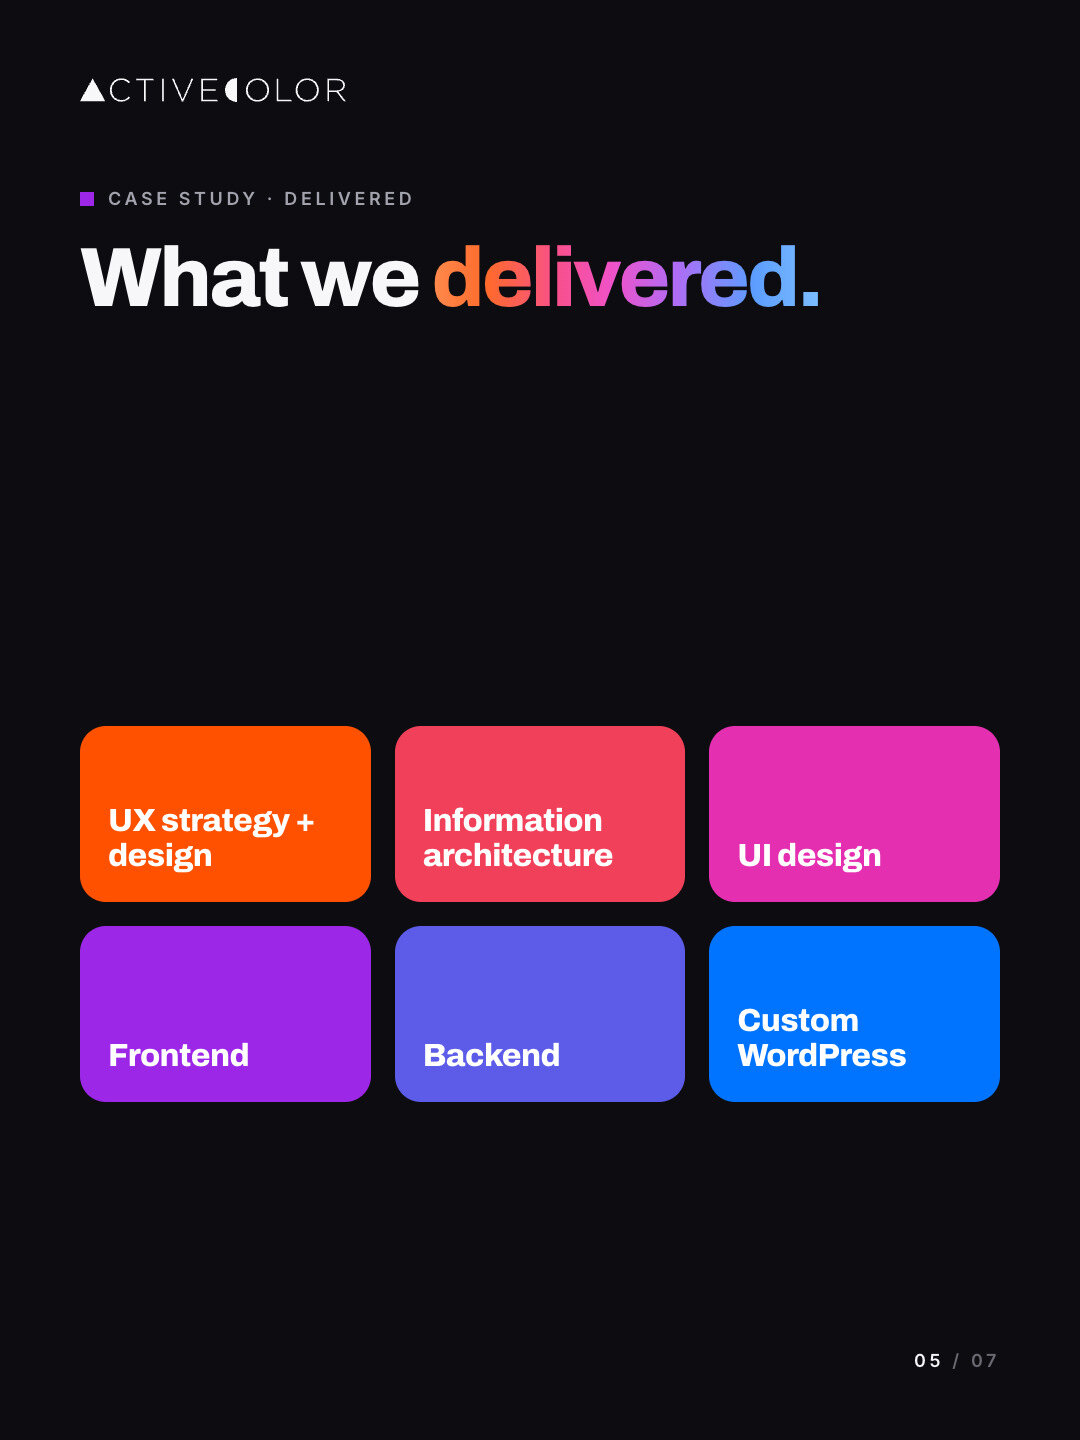 ACTIVECOLOR
CASE STUDY · DELIVERED
What we delivered.
UX strategy +
design
Information
architecture
UI design
Frontend
Backend
Custom
WordPress
05 / 07